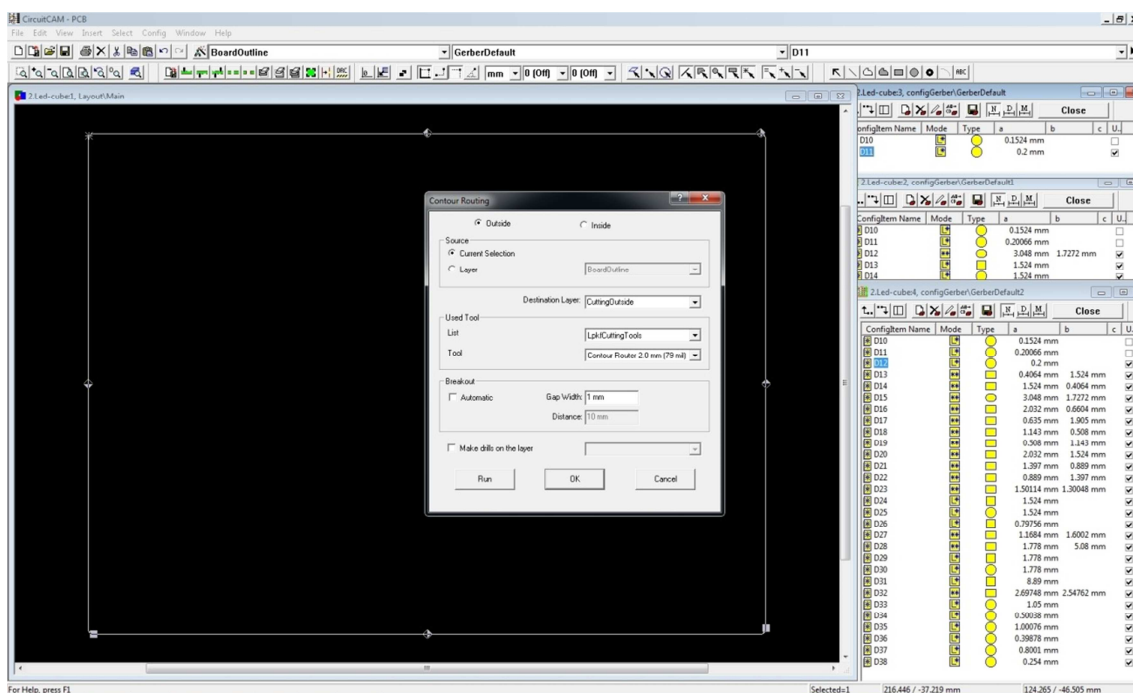 CircuitCAM - PCB
File Edit View Insert Select Config Window Help
BoardOutline GerberDefault D11
mm 0 (Off) 0 (Off) ABC
2.Led-cube:1, Layout\Main
2.Led-cube:3, configGerber\GerberDefault
N D M Close
onfigItem Name Mode Type a b c U..
D10 0.1524 mm
D11 0.2 mm
2.Led-cube:2, configGerber\GerberDefault1
N D M Close
ConfigItem Name Mode Type a b c U..
D10 0.1524 mm
D11 0.20066 mm
D12 3.048 mm 1.7272 mm
D13 1.524 mm
D14 1.524 mm
2.Led-cube:4, configGerber\GerberDefault2
N D M Close
ConfigItem Name Mode Type a b c U..
D10 0.1524 mm
D11 0.20066 mm
D12 0.2 mm
D13 0.4064 mm 1.524 mm
D14 1.524 mm 0.4064 mm
D15 3.048 mm 1.7272 mm
D16 2.032 mm 0.6604 mm
D17 0.635 mm 1.905 mm
D18 1.143 mm 0.508 mm
D19 0.508 mm 1.143 mm
D20 2.032 mm 1.524 mm
D21 1.397 mm 0.889 mm
D22 0.889 mm 1.397 mm
D23 1.50114 mm 1.30048 mm
D24 1.524 mm
D25 1.524 mm
D26 0.79756 mm
D27 1.1684 mm 1.6002 mm
D28 1.778 mm 5.08 mm
D29 1.778 mm
D30 1.778 mm
D31 8.89 mm
D32 2.69748 mm 2.54762 mm
D33 1.05 mm
D34 0.50038 mm
D35 1.00076 mm
D36 0.39878 mm
D37 0.8001 mm
D38 0.254 mm
Contour Routing
Outside Inside
Source
Current Selection
Layer BoardOutline
Destination Layer: CuttingOutside
Used Tool
List LpkfCuttingTools
Tool Contour Router 2.0 mm (79 mil)
Breakout
Automatic Gap Width: 1 mm
Distance: 10 mm
Make drills on the layer
Run OK Cancel
For Help, press F1 Selected=1 216.446 / -37.219 mm 124.265 / -46.505 mm